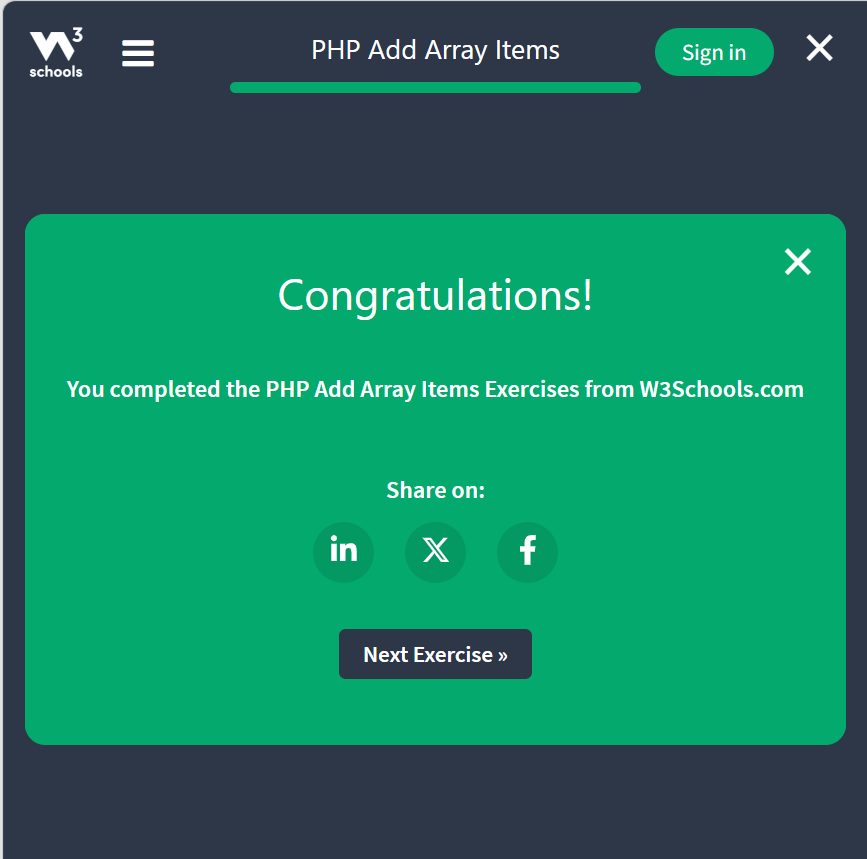 W3
schools
PHP Add Array Items
Sign in
Congratulations!
You completed the PHP Add Array Items Exercises from W3Schools.com
Share on:
in
X
f
Next Exercise »